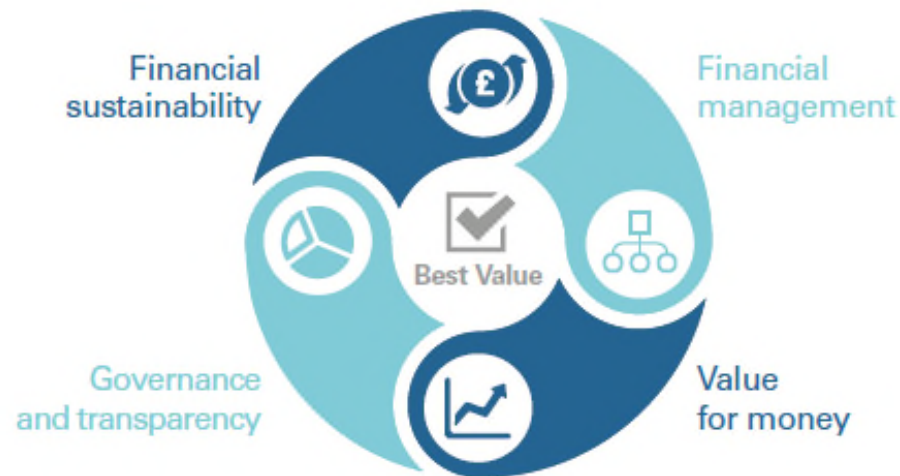 Financial
sustainability
£
Financial
management
Best Value
Governance
and transparency
Value
for money